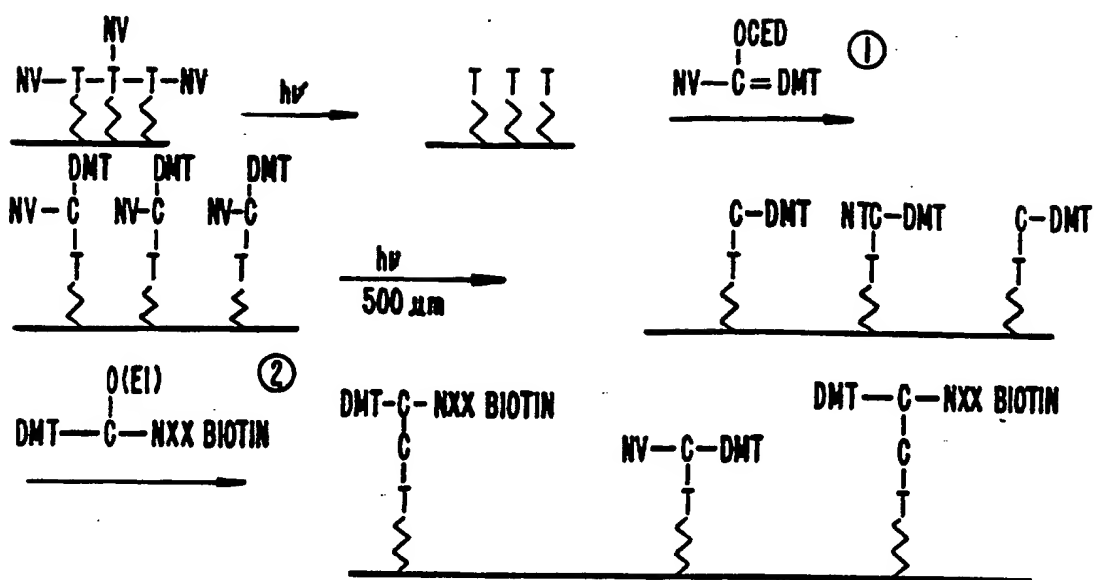 NV
NV—T—T—T—NV
hν
T T T
OCED
NV—C=DMT
①
DMT DMT DMT
NV—C NV-C NV-C
T T T
hν
500 µm
C-DMT NTC-DMT C-DMT
T T T
②
O(EI)
DMT—C—NXX BIOTIN
DMT-C-NXX BIOTIN
C
T
NV—C—DMT
T
DMT—C—NXX BIOTIN
C
T